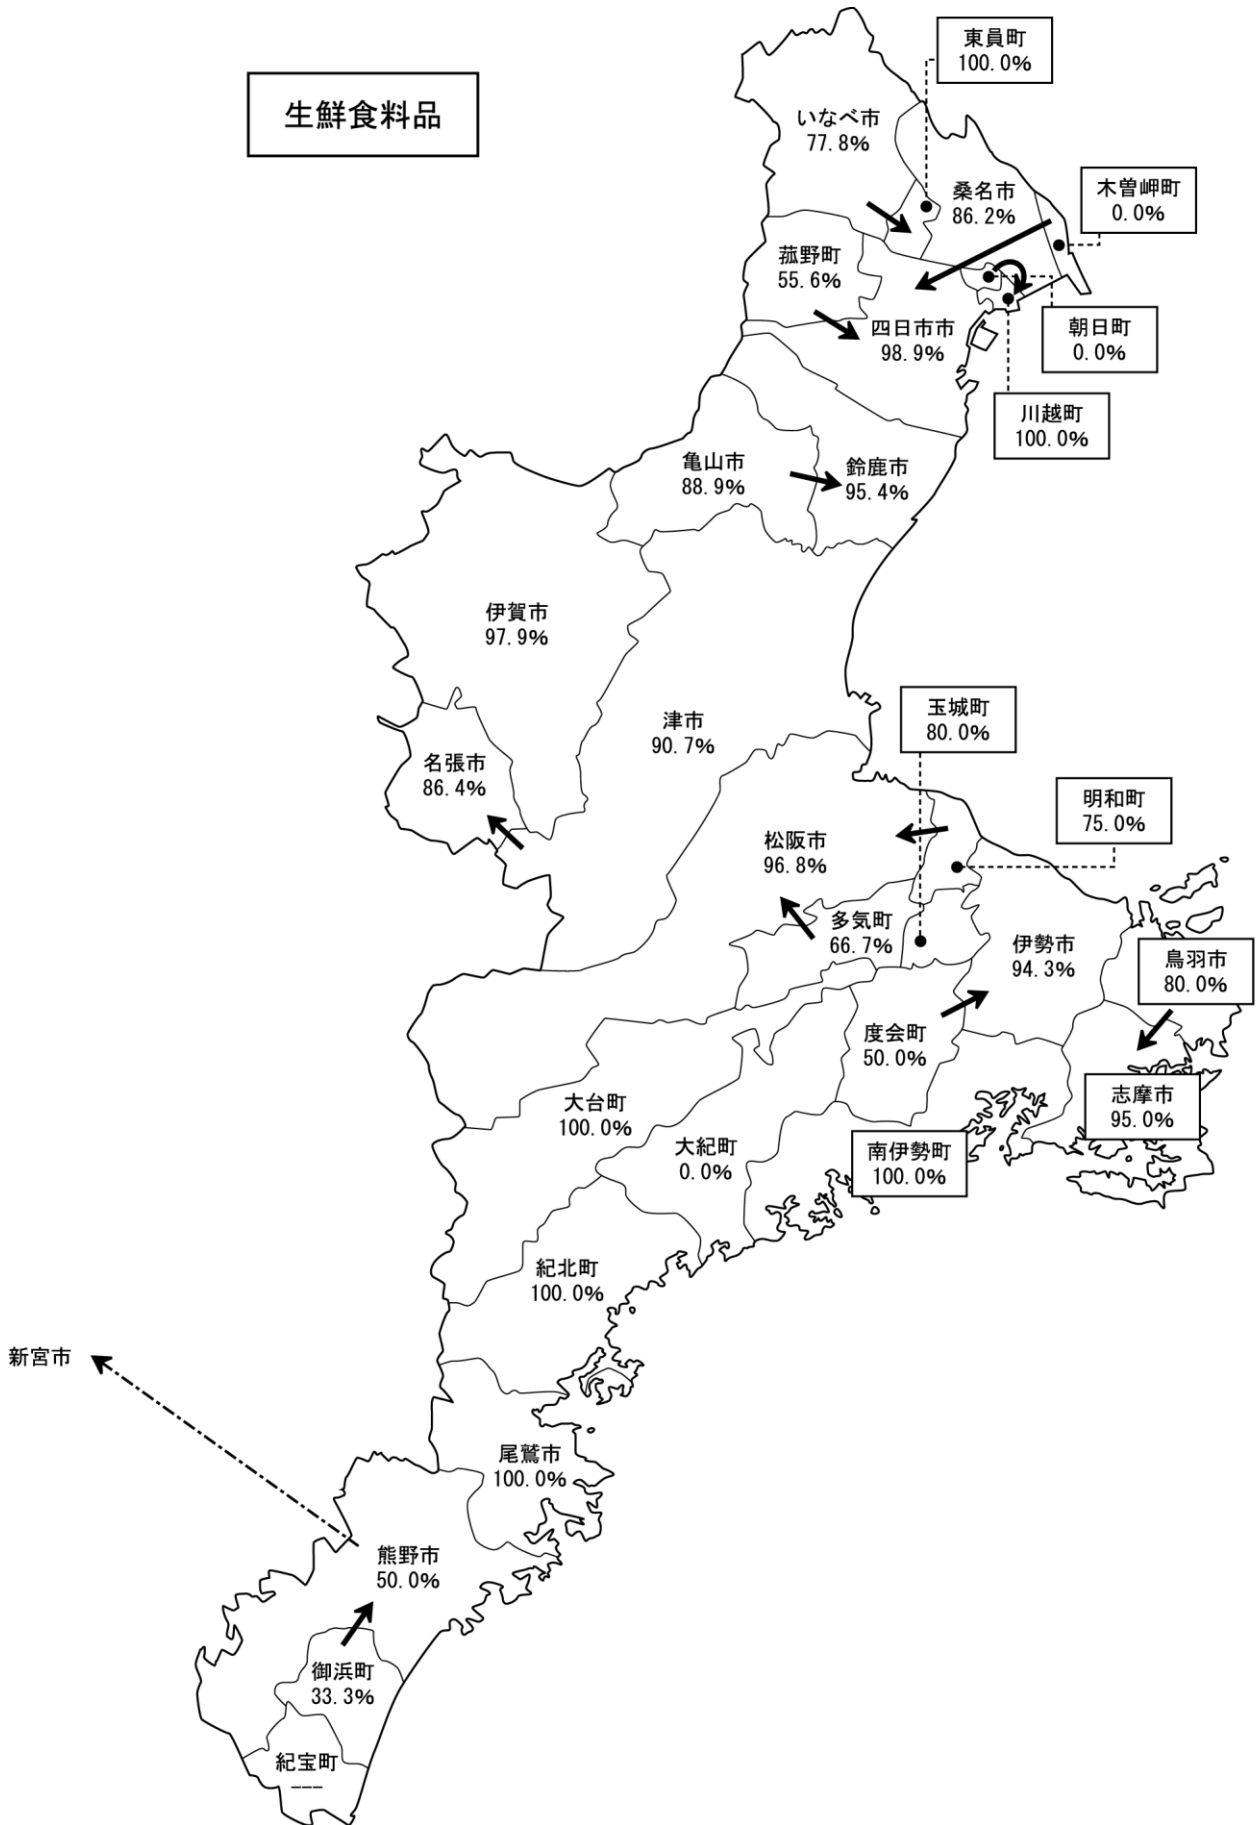 生鮮食料品
東員町
100.0%
いなべ市
77.8%
桑名市
86.2%
木曽岬町
0.0%
菰野町
55.6%
四日市市
98.9%
朝日町
0.0%
川越町
100.0%
亀山市
88.9%
鈴鹿市
95.4%
伊賀市
97.9%
津市
90.7%
玉城町
80.0%
名張市
86.4%
明和町
75.0%
松阪市
96.8%
多気町
66.7%
伊勢市
94.3%
鳥羽市
80.0%
度会町
50.0%
志摩市
95.0%
大台町
100.0%
大紀町
0.0%
南伊勢町
100.0%
紀北町
100.0%
新宮市
尾鷲市
100.0%
熊野市
50.0%
御浜町
33.3%
紀宝町
---